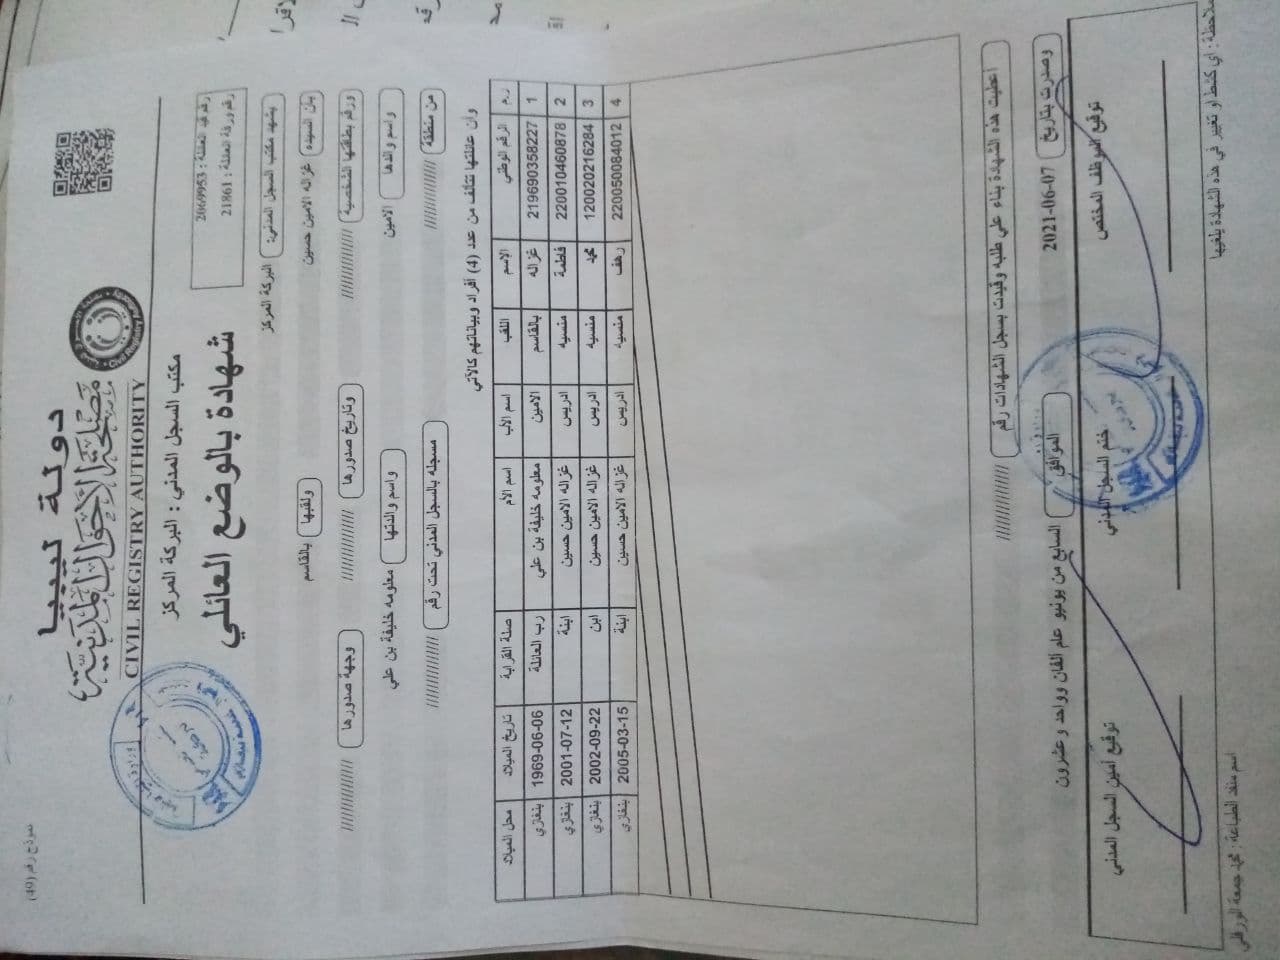 نموذج رقم (49)
دولة ليبيا
مصلحة الأحوال المدنية
CIVIL REGISTRY AUTHORITY
Civil Registry Authority
مكتب السجل المدني : البركة المركز
رقم قيد العائلة : 2069953
رقم ورقة العائلة : 21861
شهادة بالوضع العائلي
يشهد مكتب السجل المدني: البركة المركز
بأن السيده غزاله الامين حسين ولقبها بالقاسم
ورقم بطاقتها الشخصية /////////////// وتاريخ صدورها /////////////// وجهة صدورها ///////////////
واسم والدها الامين واسم والدتها معلومه خليفة بن علي
من منطقة /////////////// مسجله بالسجل المدني تحت رقم ///////////////
وأن عائلتها تتألف من عدد (4) أفراد وبياناتهم كالآتي
ر.م الرقم الوطني الإسم اللقب اسم الأب اسم الأم صلة القرابة تاريخ الميلاد محل الميلاد
1 219690358227 غزاله بالقاسم الامين معلومه خليفة بن علي رب العائلة 1969-06-06 بنغازي
2 220010460878 فاطمة منسيه ادريس غزاله الامين حسين ابنة 2001-07-12 بنغازي
3 120020216284 محمد منسيه ادريس غزاله الامين حسين ابن 2002-09-22 بنغازي
4 220050084012 رهف منسيه ادريس غزاله الامين حسين ابنة 2005-03-15 بنغازي
أعطيت هذه الشهادة بناء علي طلبه وقيدت بسجل الشهادات رقم ///////////////
وصدرت بتاريخ 2021-06-07 الموافق السابع من يونيو عام ألفان وواحد وعشرون
توقيع الموظف المختص ختم السجل المدني توقيع أمين السجل المدني
ملاحظة : أي كشط او تغيير في هذه الشهادة يلغيها
اسم منفذ الطباعة : محمد جمعة الورفلي